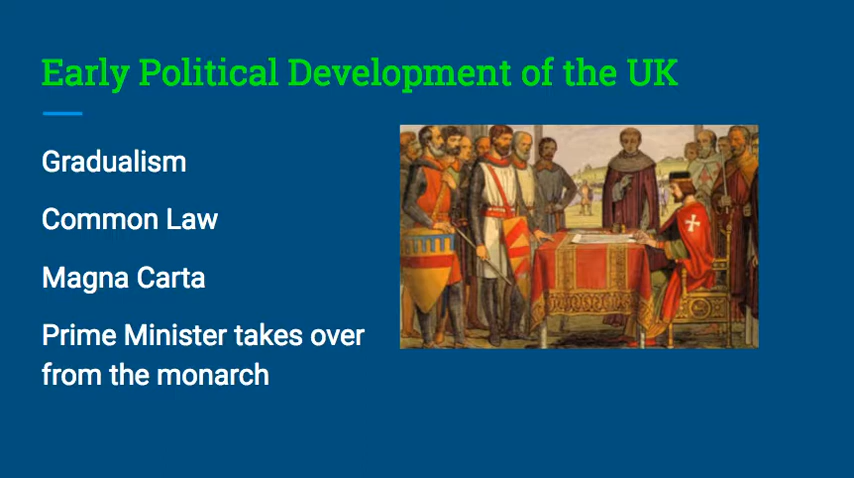 Early Political Development of the UK
Gradualism
Common Law
Magna Carta
Prime Minister takes over
from the monarch